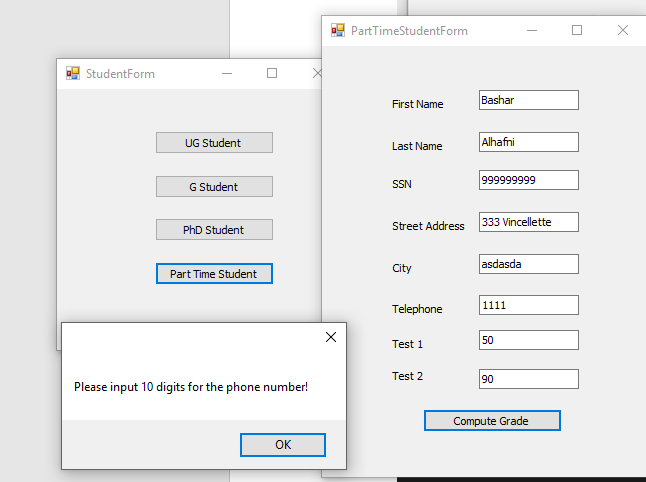 StudentForm
UG Student
G Student
PhD Student
Part Time Student
PartTimeStudentForm
First Name Bashar
Last Name Alhafni
SSN 999999999
Street Address 333 Vincellette
City asdasda
Telephone 1111
Test 1 50
Test 2 90
Compute Grade
Please input 10 digits for the phone number!
OK